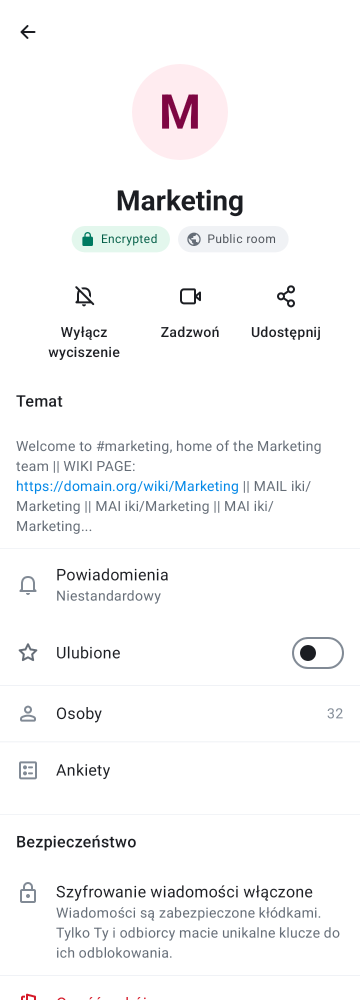 M
Marketing
Encrypted
Public room
Wyłącz
wyciszenie
Zadzwoń
Udostępnij
Temat
Welcome to #marketing, home of the Marketing
team || WIKI PAGE:
https://domain.org/wiki/Marketing || MAIL iki/
Marketing || MAI iki/Marketing || MAI iki/
Marketing...
Powiadomienia
Niestandardowy
Ulubione
Osoby
32
Ankiety
Bezpieczeństwo
Szyfrowanie wiadomości włączone
Wiadomości są zabezpieczone kłódkami.
Tylko Ty i odbiorcy macie unikalne klucze do
ich odblokowania.